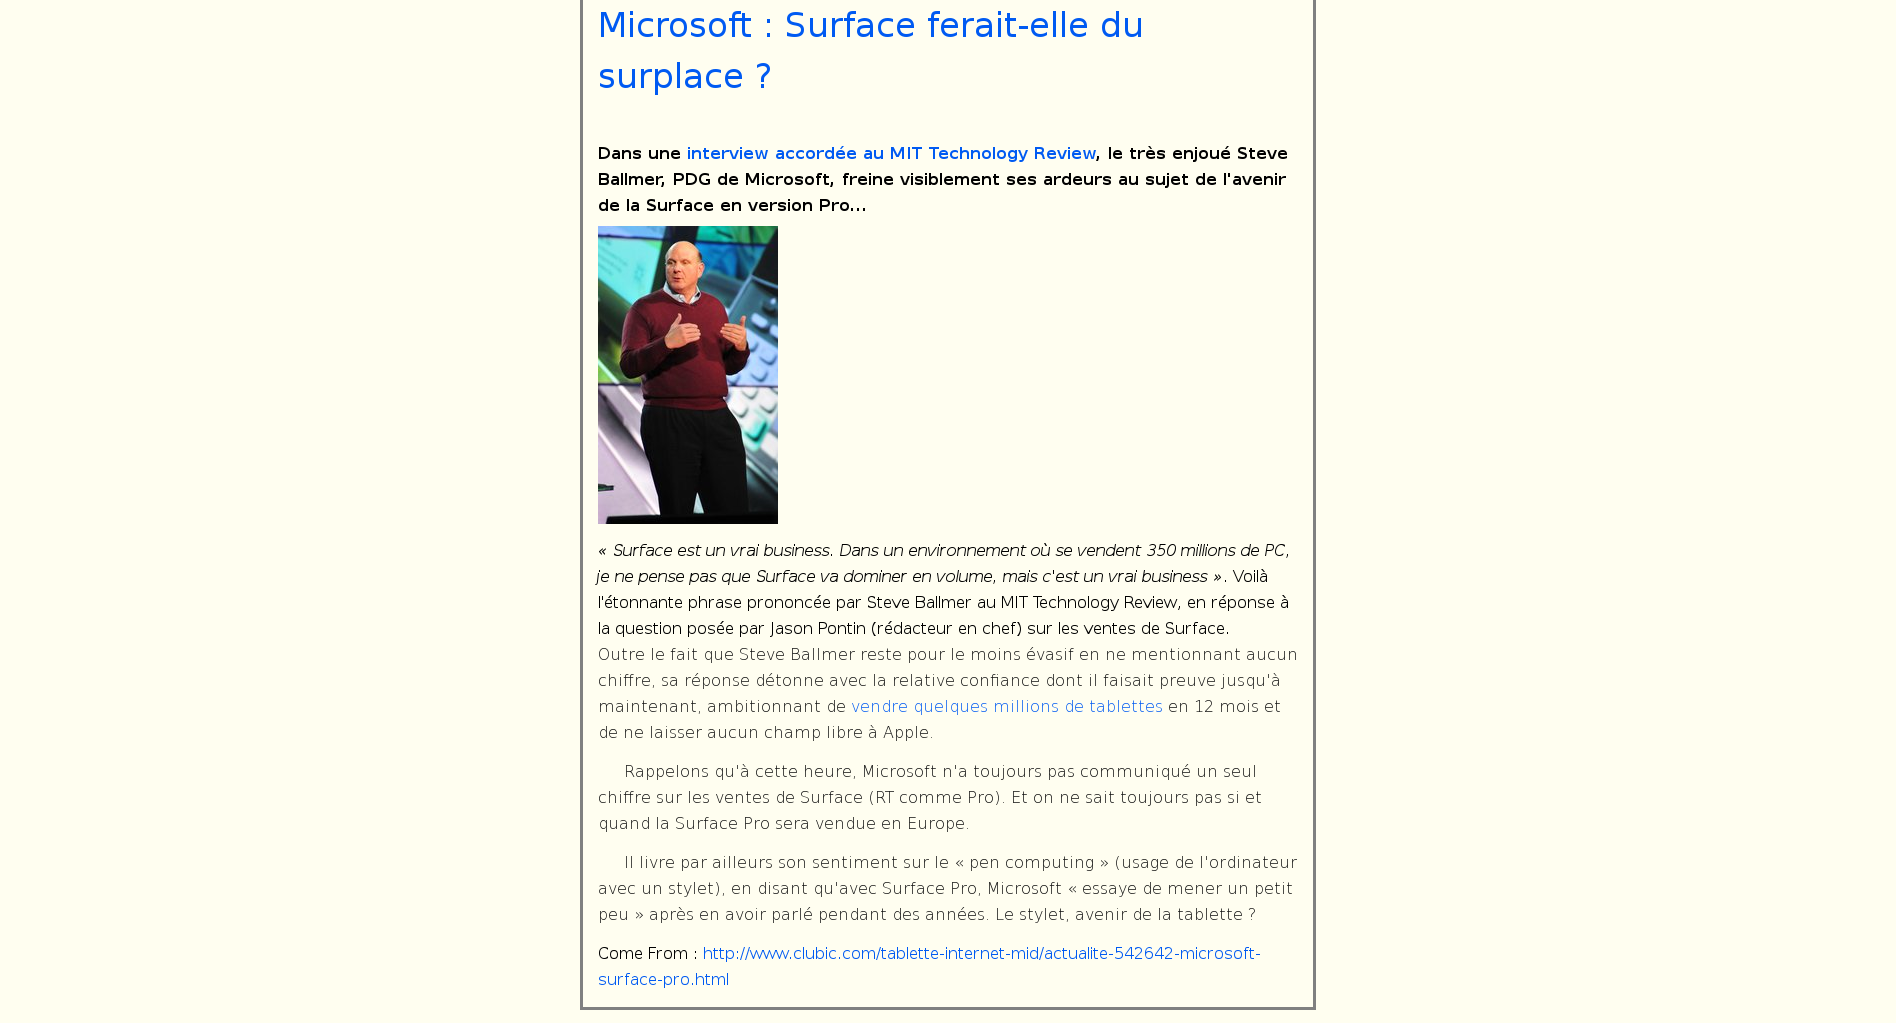 Microsoft : Surface ferait-elle du
surplace ?
Dans une interview accordée au MIT Technology Review, le très enjoué Steve
Ballmer, PDG de Microsoft, freine visiblement ses ardeurs au sujet de l'avenir
de la Surface en version Pro...
« Surface est un vrai business. Dans un environnement où se vendent 350 millions de PC,
je ne pense pas que Surface va dominer en volume, mais c'est un vrai business ». Voilà
l'étonnante phrase prononcée par Steve Ballmer au MIT Technology Review, en réponse à
la question posée par Jason Pontin (rédacteur en chef) sur les ventes de Surface.
Outre le fait que Steve Ballmer reste pour le moins évasif en ne mentionnant aucun
chiffre, sa réponse détonne avec la relative confiance dont il faisait preuve jusqu'à
maintenant, ambitionnant de vendre quelques millions de tablettes en 12 mois et
de ne laisser aucun champ libre à Apple.
Rappelons qu'à cette heure, Microsoft n'a toujours pas communiqué un seul
chiffre sur les ventes de Surface (RT comme Pro). Et on ne sait toujours pas si et
quand la Surface Pro sera vendue en Europe.
Il livre par ailleurs son sentiment sur le « pen computing » (usage de l'ordinateur
avec un stylet), en disant qu'avec Surface Pro, Microsoft « essaye de mener un petit
peu » après en avoir parlé pendant des années. Le stylet, avenir de la tablette ?
Come From : http://www.clubic.com/tablette-internet-mid/actualite-542642-microsoft-
surface-pro.html